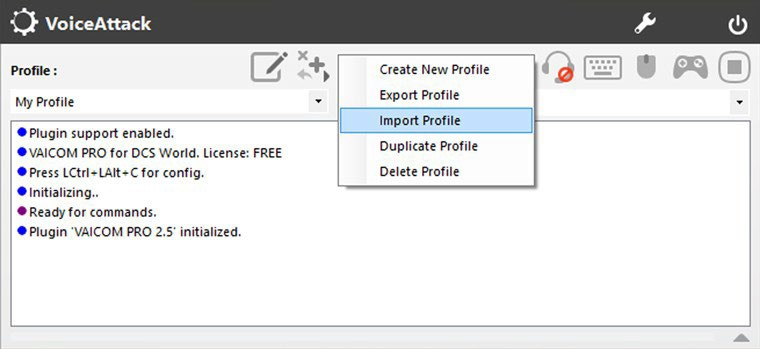 VoiceAttack
Profile :
My Profile
Create New Profile
Export Profile
Import Profile
Duplicate Profile
Delete Profile
Plugin support enabled.
VAICOM PRO for DCS World. License: FREE
Press LCtrl+LAlt+C for config.
Initializing..
Ready for commands.
Plugin 'VAICOM PRO 2.5' initialized.